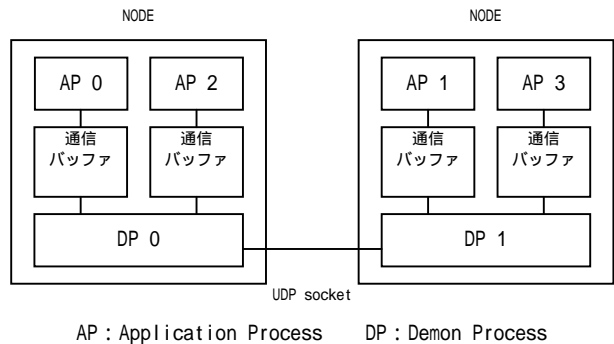 NODE
NODE
AP 0
AP 2
AP 1
AP 3
通信
バッファ
通信
バッファ
通信
バッファ
通信
バッファ
DP 0
DP 1
UDP socket
AP：Application Process DP：Demon Process